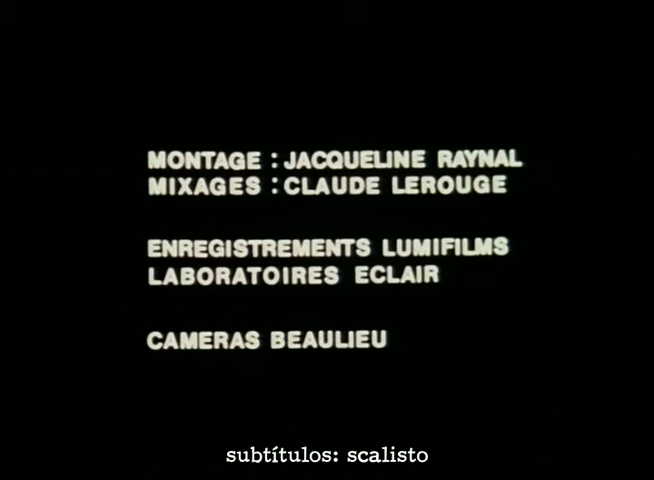 MONTAGE : JACQUELINE RAYNAL
MIXAGES : CLAUDE LEROUGE
ENREGISTREMENTS LUMIFILMS
LABORATOIRES ECLAIR
CAMERAS BEAULIEU
subtítulos: scalisto